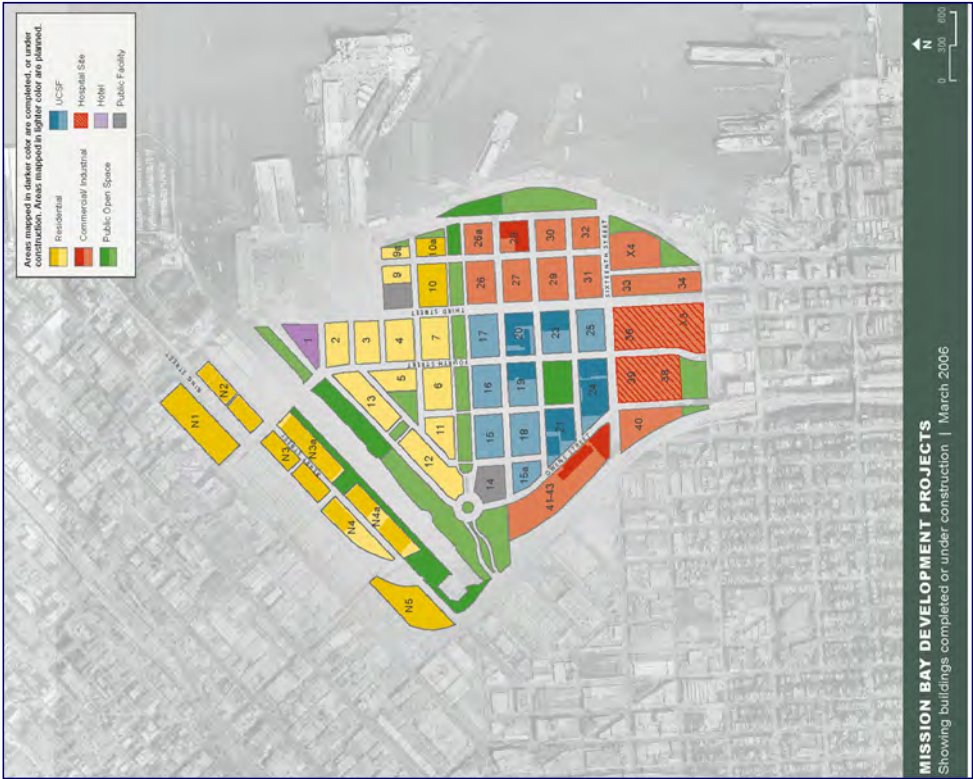 Areas mapped in darker color are completed, or under
construction. Areas mapped in lighter color are planned.
Residential
UCSF
Commercial/ Industrial
Hospital Site
Public Open Space
Hotel
Public Facility
KING STREET
N1
N2
N3
N3a
N4
N4a
N5
1
2
3
4
7
5
6
13
12
11
9
9a
10
10a
THIRD STREET
FOURTH STREET
17
16
15
14
20
19
18
15a
23
21
25
24
26
26a
27
28
29
30
31
32
SIXTEENTH STREET
33
34
X4
36
X3
39
38
40
41-43
OWENS STREET
MISSION BAY DEVELOPMENT PROJECTS
Showing buildings completed or under construction | March 2006
N
0 300 600